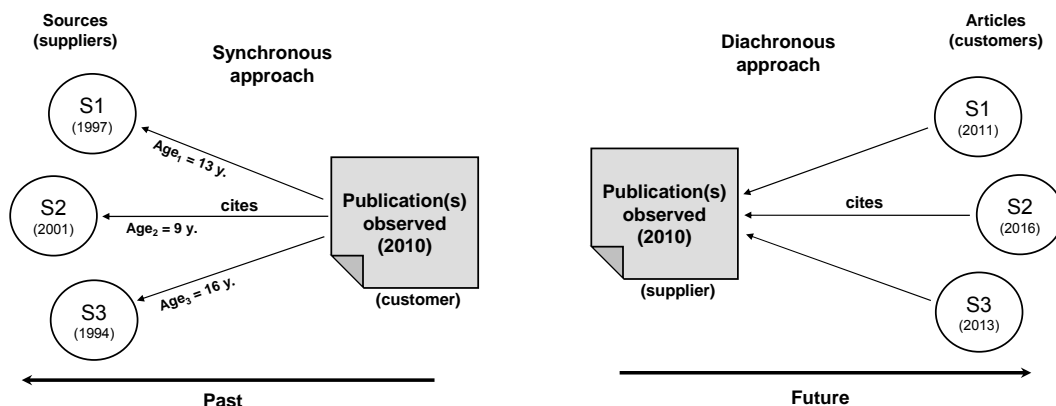 Sources
(suppliers)
Synchronous
approach
S1
(1997)
Age1 = 13 y.
S2
(2001)
cites
Age2 = 9 y.
Publication(s)
observed
(2010)
Age3 = 16 y.
(customer)
S3
(1994)
Past
Articles
(customers)
Diachronous
approach
S1
(2011)
Publication(s)
observed
(2010)
cites
S2
(2016)
(supplier)
S3
(2013)
Future